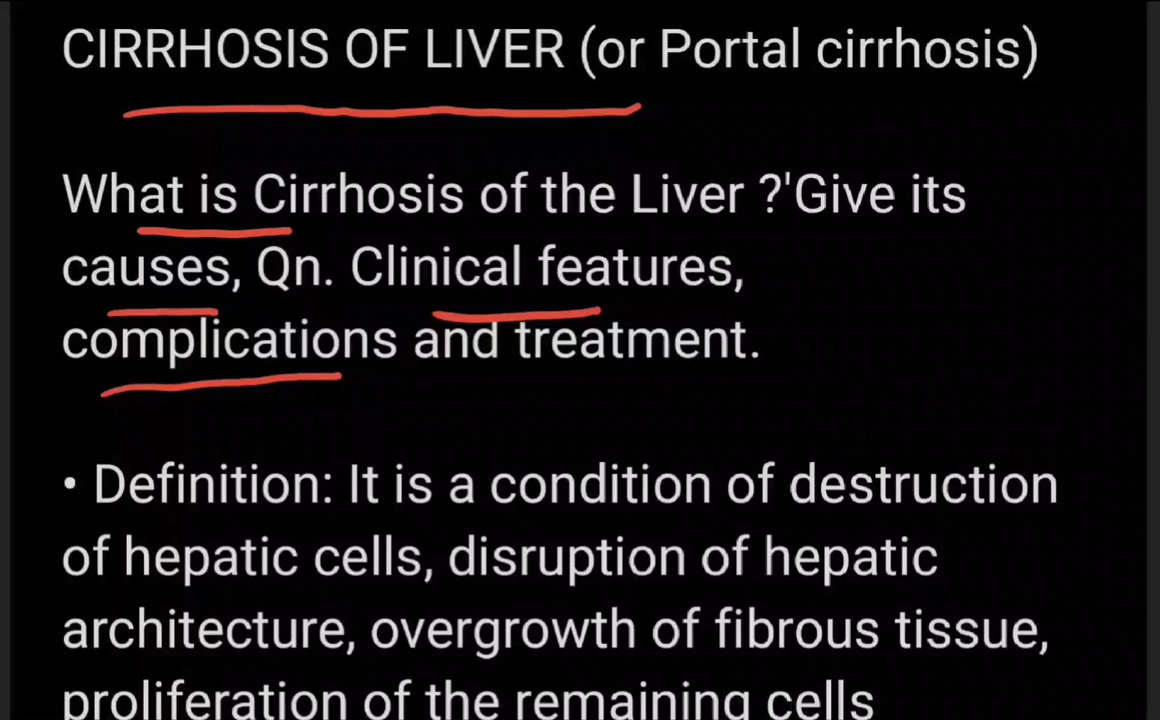 CIRRHOSIS OF LIVER (or Portal cirrhosis)
What is Cirrhosis of the Liver ?'Give its
causes, Qn. Clinical features,
complications and treatment.
• Definition: It is a condition of destruction
of hepatic cells, disruption of hepatic
architecture, overgrowth of fibrous tissue,
proliferation of the remaining cells